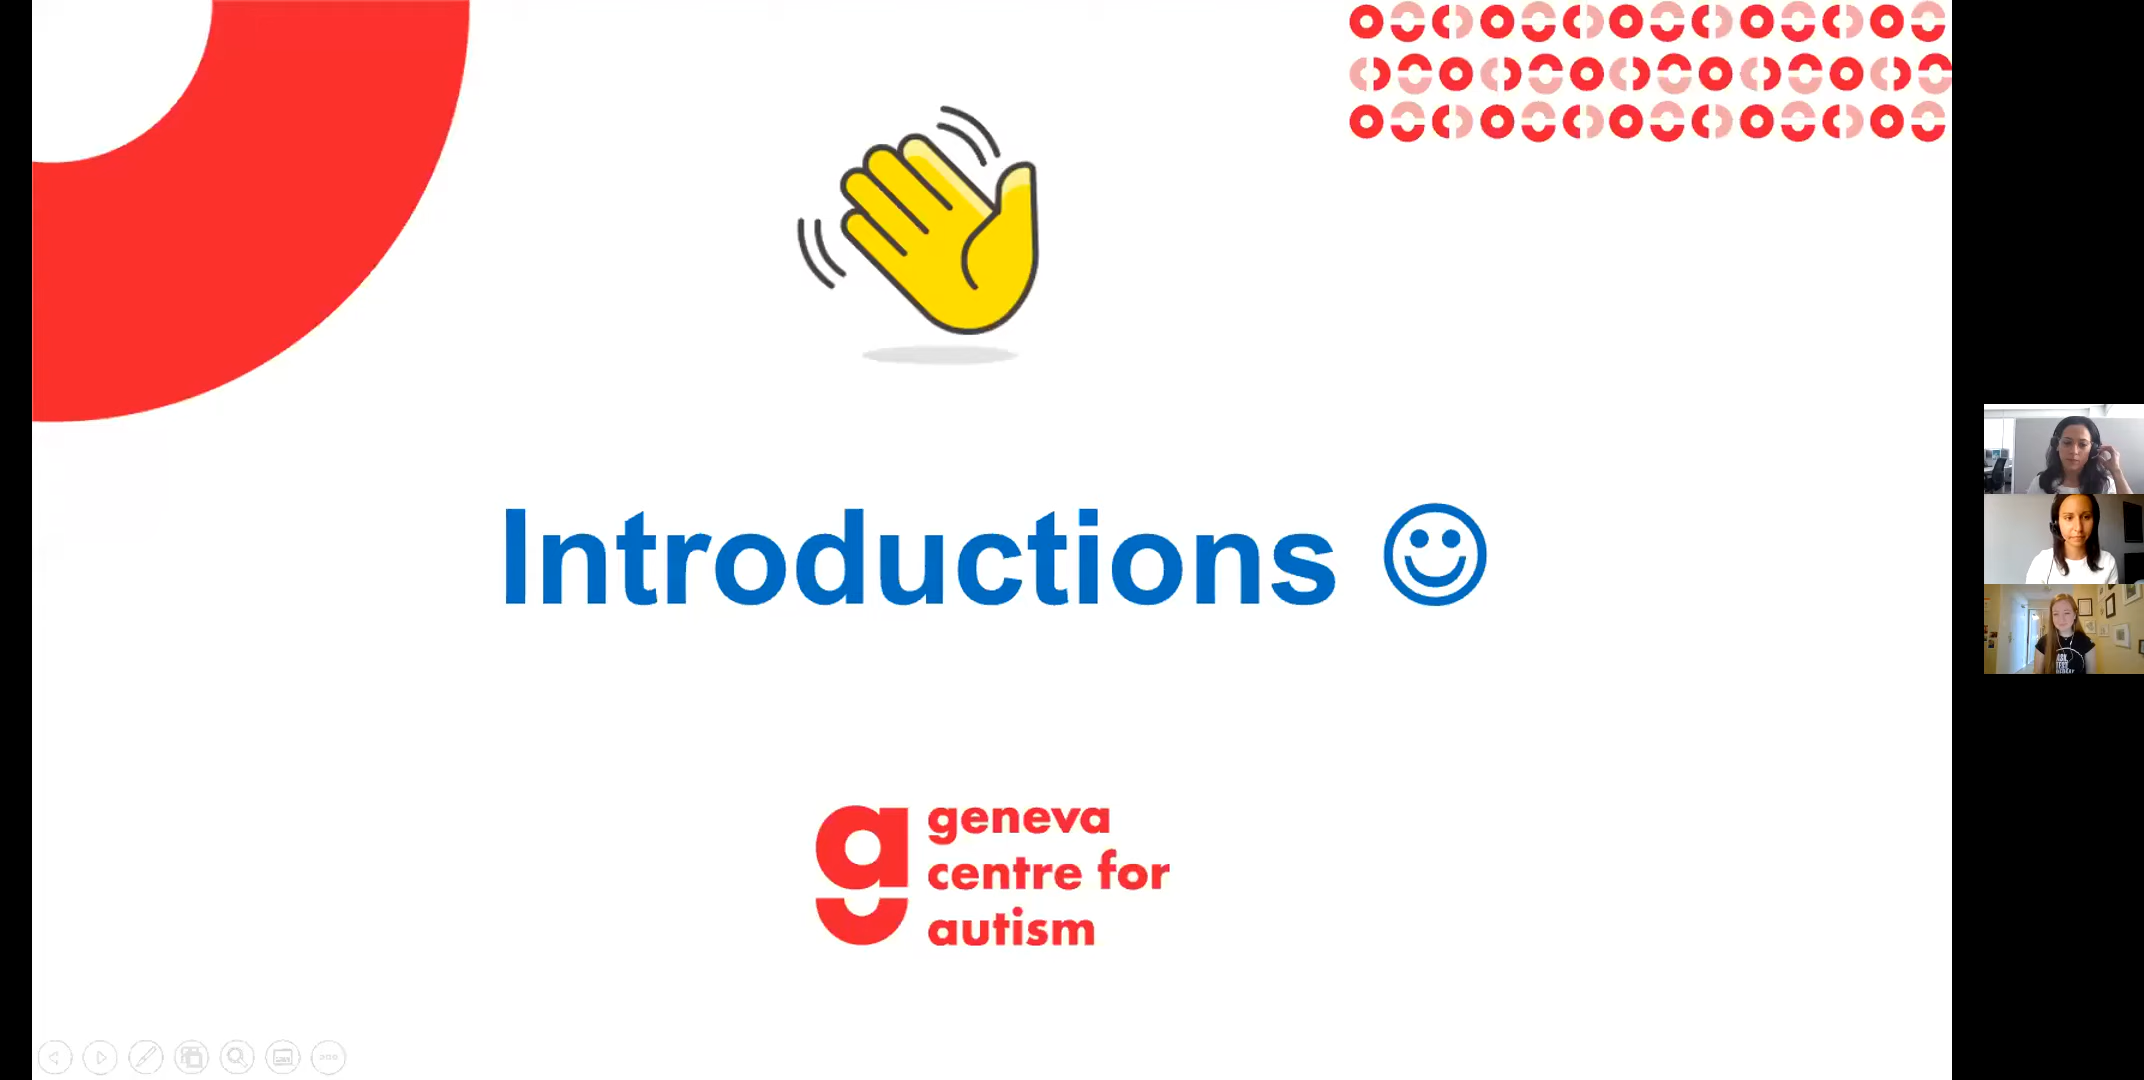 Introductions ☺
geneva
centre for
autism